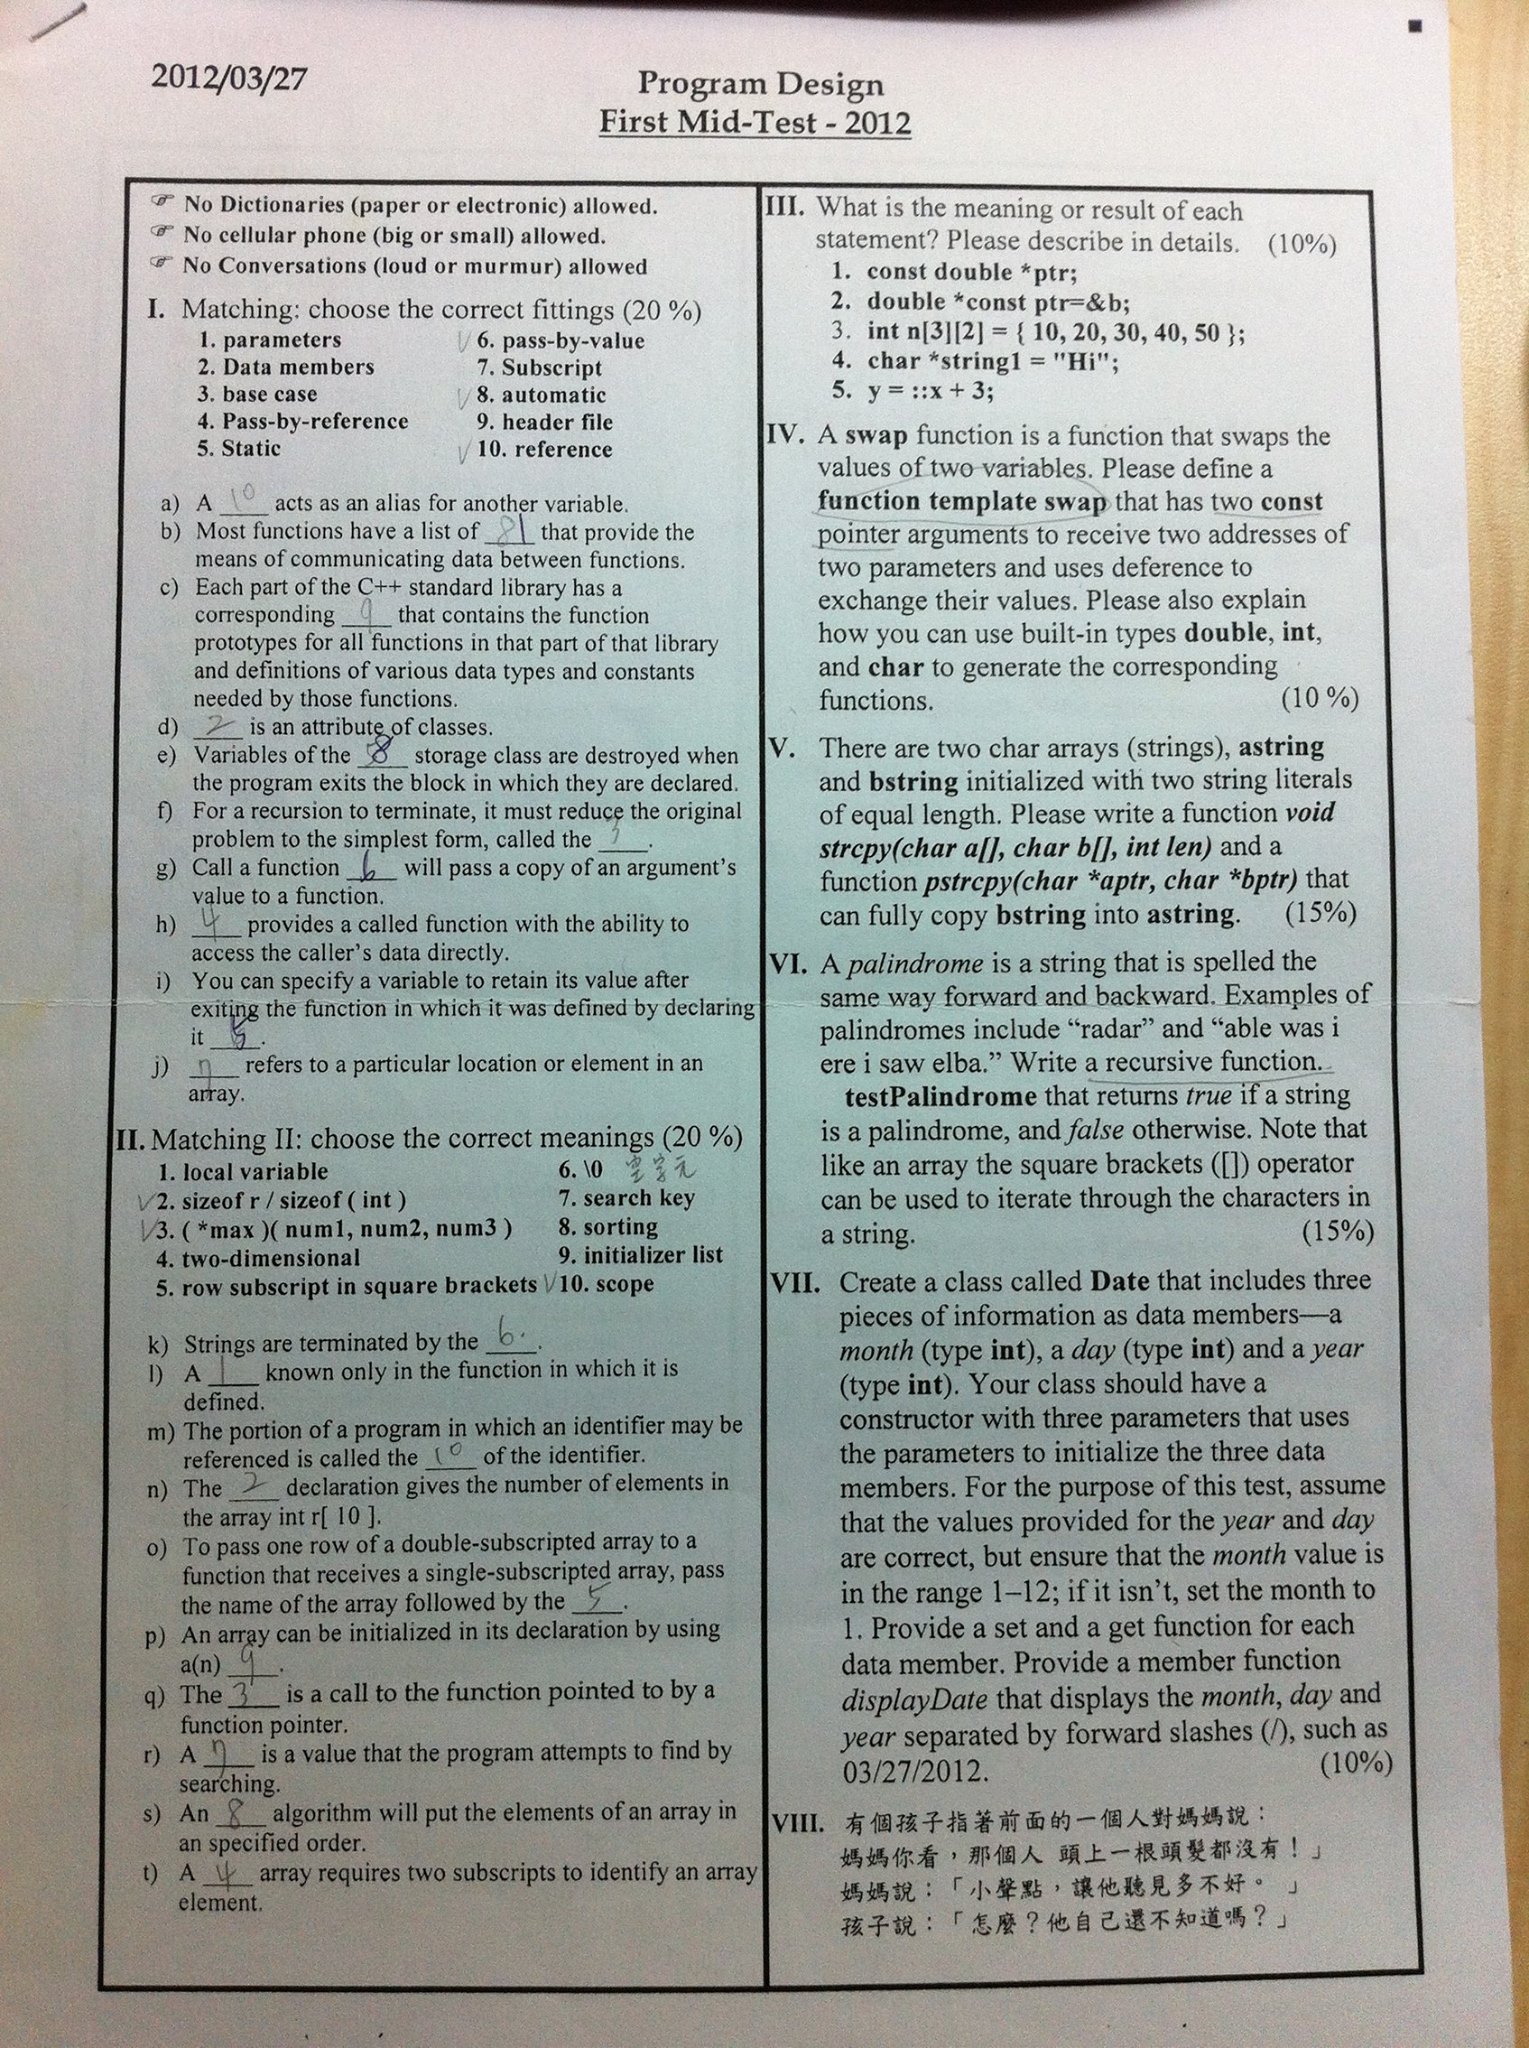 2012/03/27
Program Design
First Mid-Test - 2012
☞ No Dictionaries (paper or electronic) allowed.
☞ No cellular phone (big or small) allowed.
☞ No Conversations (loud or murmur) allowed
I. Matching: choose the correct fittings (20 %)
1. parameters √ 6. pass-by-value
2. Data members 7. Subscript
3. base case √ 8. automatic
4. Pass-by-reference 9. header file
5. Static √ 10. reference
a) A 10 acts as an alias for another variable.
b) Most functions have a list of 1 that provide the
means of communicating data between functions.
c) Each part of the C++ standard library has a
corresponding 9 that contains the function
prototypes for all functions in that part of that library
and definitions of various data types and constants
needed by those functions.
d) 2 is an attribute of classes.
e) Variables of the 8 storage class are destroyed when
the program exits the block in which they are declared.
f) For a recursion to terminate, it must reduce the original
problem to the simplest form, called the 3.
g) Call a function 6 will pass a copy of an argument's
value to a function.
h) 4 provides a called function with the ability to
access the caller's data directly.
i) You can specify a variable to retain its value after
exiting the function in which it was defined by declaring
it 5.
j) 7 refers to a particular location or element in an
array.
II. Matching II: choose the correct meanings (20 %)
1. local variable 6. \0 空字元
√ 2. sizeof r / sizeof ( int ) 7. search key
√ 3. ( *max )( num1, num2, num3 ) 8. sorting
4. two-dimensional 9. initializer list
5. row subscript in square brackets √ 10. scope
k) Strings are terminated by the 6.
l) A 1 known only in the function in which it is
defined.
m) The portion of a program in which an identifier may be
referenced is called the 10 of the identifier.
n) The 2 declaration gives the number of elements in
the array int r[ 10 ].
o) To pass one row of a double-subscripted array to a
function that receives a single-subscripted array, pass
the name of the array followed by the 5.
p) An array can be initialized in its declaration by using
a(n) 9.
q) The 3 is a call to the function pointed to by a
function pointer.
r) A 7 is a value that the program attempts to find by
searching.
s) An 8 algorithm will put the elements of an array in
an specified order.
t) A 4 array requires two subscripts to identify an array
element.
III. What is the meaning or result of each
statement? Please describe in details. (10%)
1. const double *ptr;
2. double *const ptr=&b;
3. int n[3][2] = { 10, 20, 30, 40, 50 };
4. char *string1 = "Hi";
5. y = ::x + 3;
IV. A swap function is a function that swaps the
values of two variables. Please define a
function template swap that has two const
pointer arguments to receive two addresses of
two parameters and uses deference to
exchange their values. Please also explain
how you can use built-in types double, int,
and char to generate the corresponding
functions. (10 %)
V. There are two char arrays (strings), astring
and bstring initialized with two string literals
of equal length. Please write a function void
strcpy(char a[], char b[], int len) and a
function pstrcpy(char *aptr, char *bptr) that
can fully copy bstring into astring. (15%)
VI. A palindrome is a string that is spelled the
same way forward and backward. Examples of
palindromes include “radar” and “able was i
ere i saw elba.” Write a recursive function
testPalindrome that returns true if a string
is a palindrome, and false otherwise. Note that
like an array the square brackets ([]) operator
can be used to iterate through the characters in
a string. (15%)
VII. Create a class called Date that includes three
pieces of information as data members—a
month (type int), a day (type int) and a year
(type int). Your class should have a
constructor with three parameters that uses
the parameters to initialize the three data
members. For the purpose of this test, assume
that the values provided for the year and day
are correct, but ensure that the month value is
in the range 1–12; if it isn't, set the month to
1. Provide a set and a get function for each
data member. Provide a member function
displayDate that displays the month, day and
year separated by forward slashes (/), such as
03/27/2012. (10%)
VIII. 有個孩子指著前面的一個人對媽媽說：
媽媽你看，那個人 頭上一根頭髮都沒有！」
媽媽說：「小聲點，讓他聽見多不好。 」
孩子說：「怎麼？他自己還不知道嗎？」